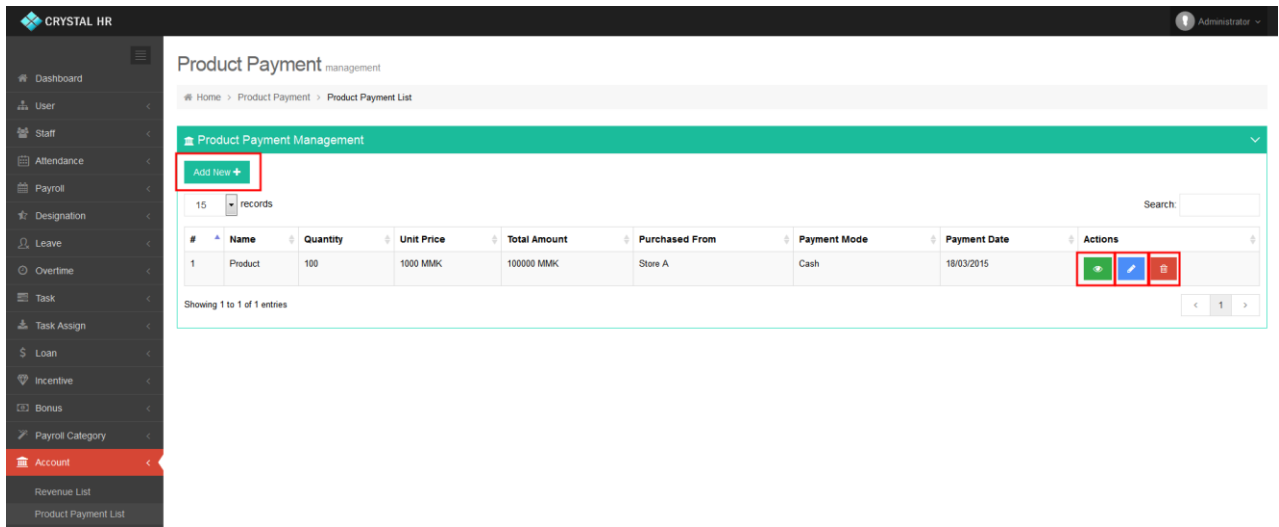 CRYSTAL HR
Administrator
Dashboard
User
Staff
Attendance
Payroll
Designation
Leave
Overtime
Task
Task Assign
Loan
Incentive
Bonus
Payroll Category
Account
Revenue List
Product Payment List
Product Payment management
Home > Product Payment > Product Payment List
Product Payment Management
Add New +
15 records
Search:
# Name Quantity Unit Price Total Amount Purchased From Payment Mode Payment Date Actions
1 Product 100 1000 MMK 100000 MMK Store A Cash 18/03/2015
Showing 1 to 1 of 1 entries
< 1 >